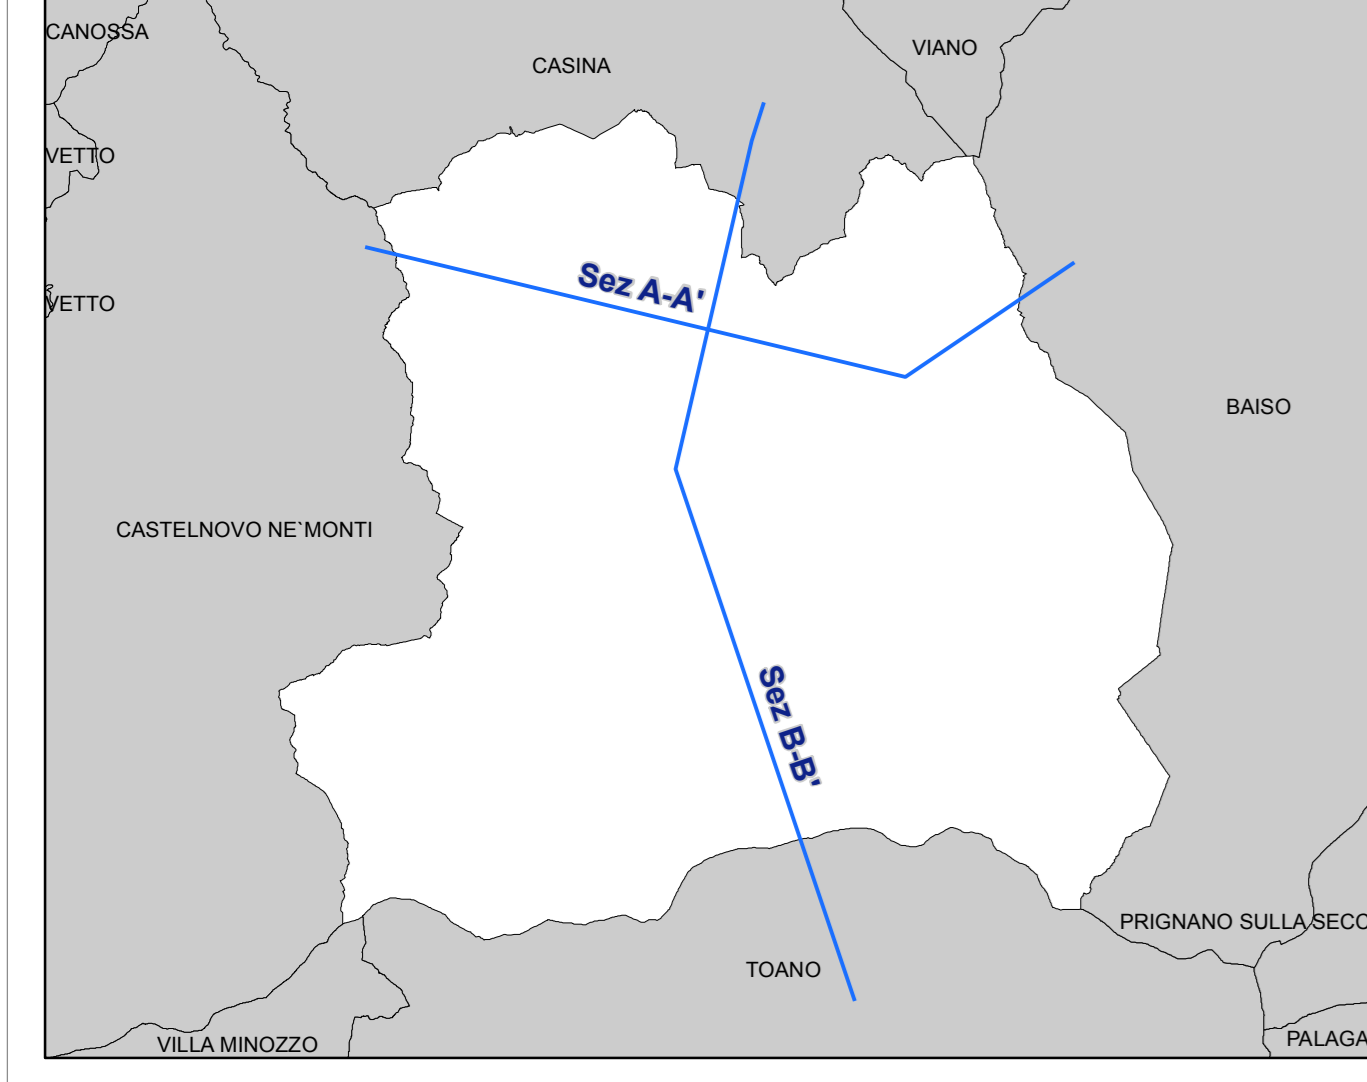 CANOSSA
VIANO
CASINA
VETTO
Sez A-A'
VETTO
BAISO
CASTELNOVO NE`MONTI
Sez B-B'
PRIGNANO SULLA SECC
TOANO
PALAGA
VILLA MINOZZO